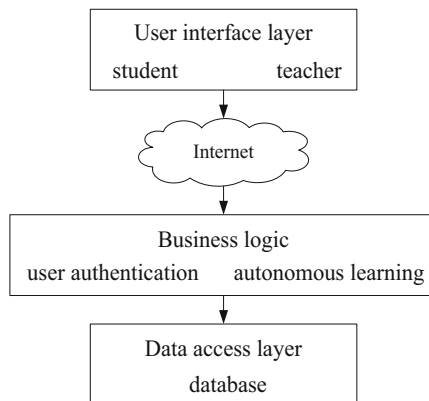 User interface layer
student teacher
Internet
Business logic
user authentication autonomous learning
Data access layer
database